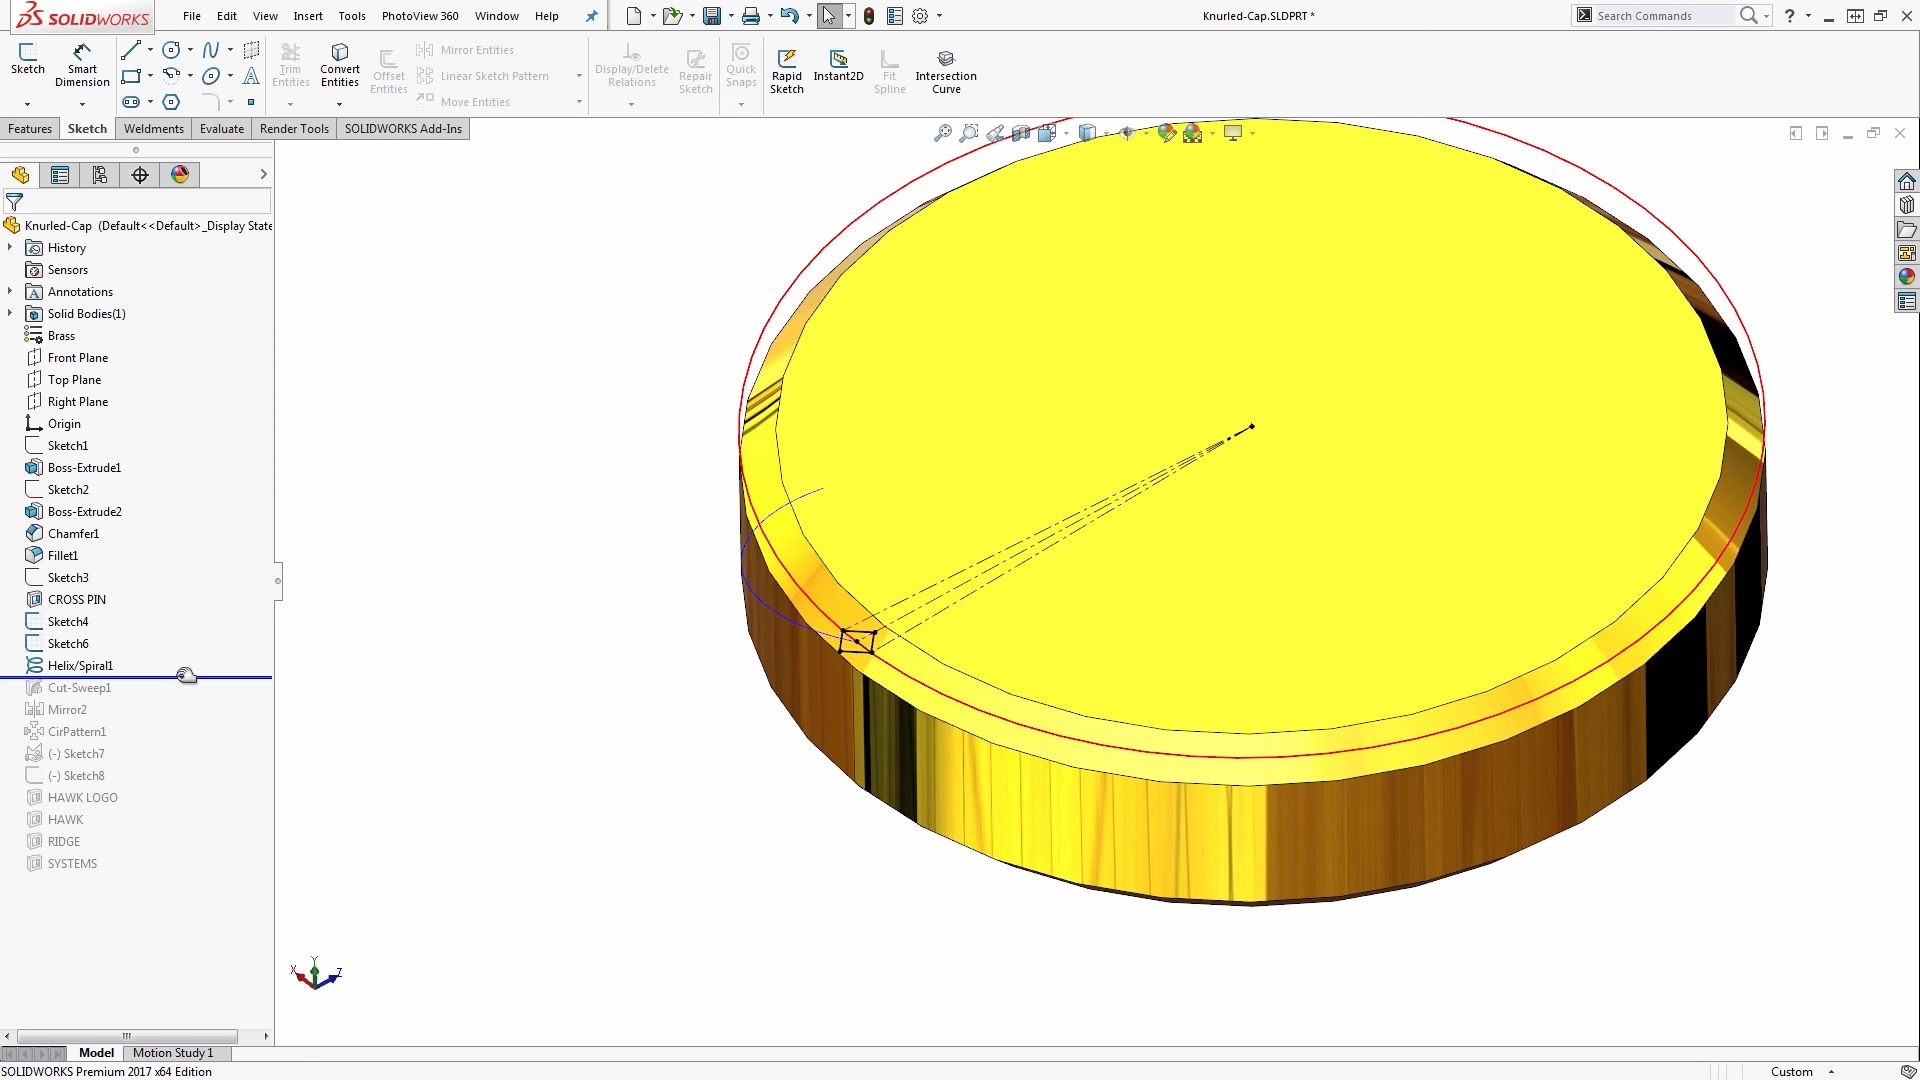 SOLIDWORKS
File Edit View Insert Tools PhotoView 360 Window Help
Knurled-Cap.SLDPRT *
Search Commands
?
Sketch
Smart Dimension
Trim Entities
Convert Entities
Offset Entities
Mirror Entities
Linear Sketch Pattern
Move Entities
Display/Delete Relations
Repair Sketch
Quick Snaps
Rapid Sketch
Instant2D
Fit Spline
Intersection Curve
Features Sketch Weldments Evaluate Render Tools SOLIDWORKS Add-Ins
Knurled-Cap (Default<<Default>_Display State
History
Sensors
Annotations
Solid Bodies(1)
Brass
Front Plane
Top Plane
Right Plane
Origin
Sketch1
Boss-Extrude1
Sketch2
Boss-Extrude2
Chamfer1
Fillet1
Sketch3
CROSS PIN
Sketch4
Sketch6
Helix/Spiral1
Cut-Sweep1
Mirror2
CirPattern1
(-) Sketch7
(-) Sketch8
HAWK LOGO
HAWK
RIDGE
SYSTEMS
Y
X Z
Model Motion Study 1
SOLIDWORKS Premium 2017 x64 Edition
Custom